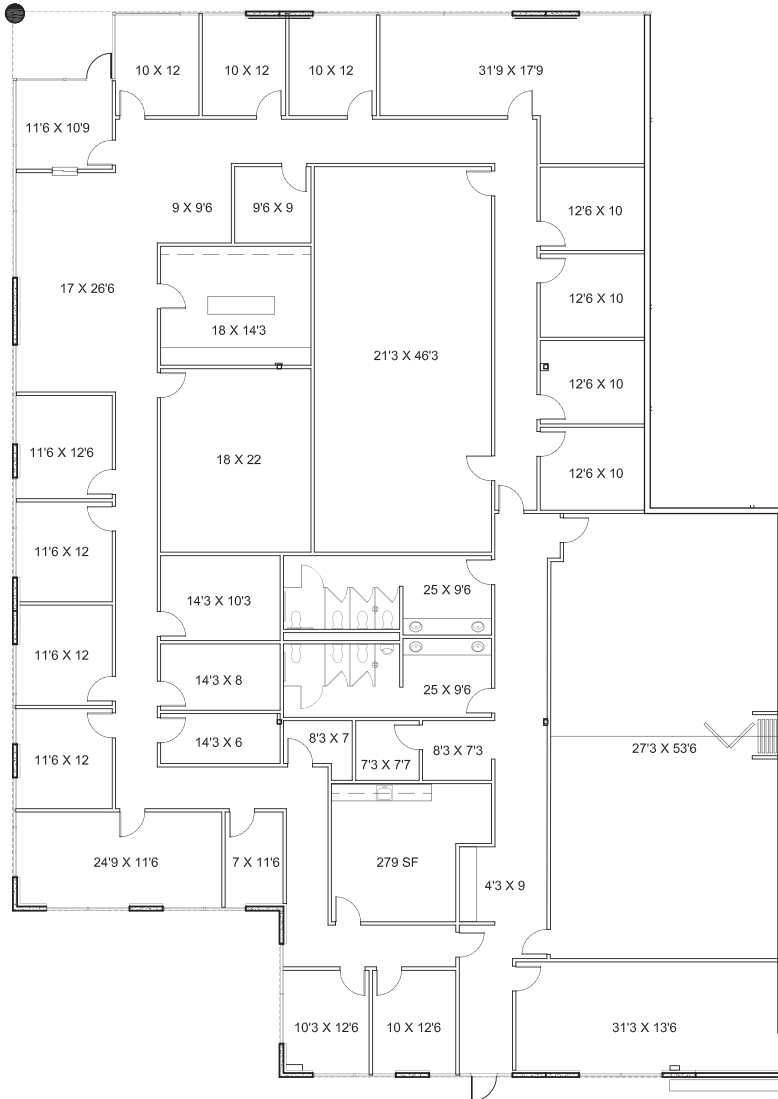 10 X 12
10 X 12
10 X 12
31'9 X 17'9
11'6 X 10'9
9 X 9'6
9'6 X 9
12'6 X 10
17 X 26'6
12'6 X 10
18 X 14'3
21'3 X 46'3
12'6 X 10
11'6 X 12'6
18 X 22
12'6 X 10
11'6 X 12
25 X 9'6
14'3 X 10'3
11'6 X 12
14'3 X 8
25 X 9'6
8'3 X 7
14'3 X 6
27'3 X 53'6
8'3 X 7'3
11'6 X 12
7'3 X 7'7
24'9 X 11'6
7 X 11'6
279 SF
4'3 X 9
10'3 X 12'6
10 X 12'6
31'3 X 13'6